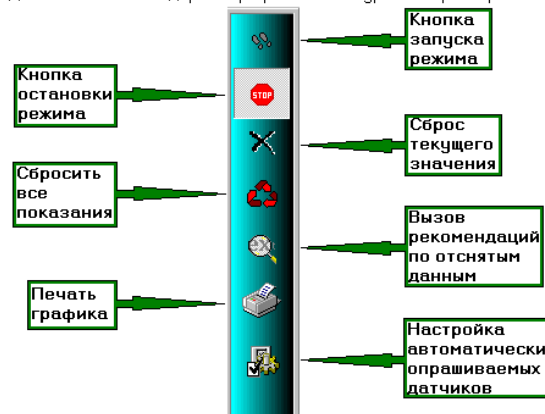 Кнопка
запуска
режима
Кнопка
остановки
режима
STOP
Сброс
текущего
значения
Сбросить
все
показания
Вызов
рекомендаций
по отснятым
данным
Печать
графика
Настройка
автоматически
опрашиваемых
датчиков